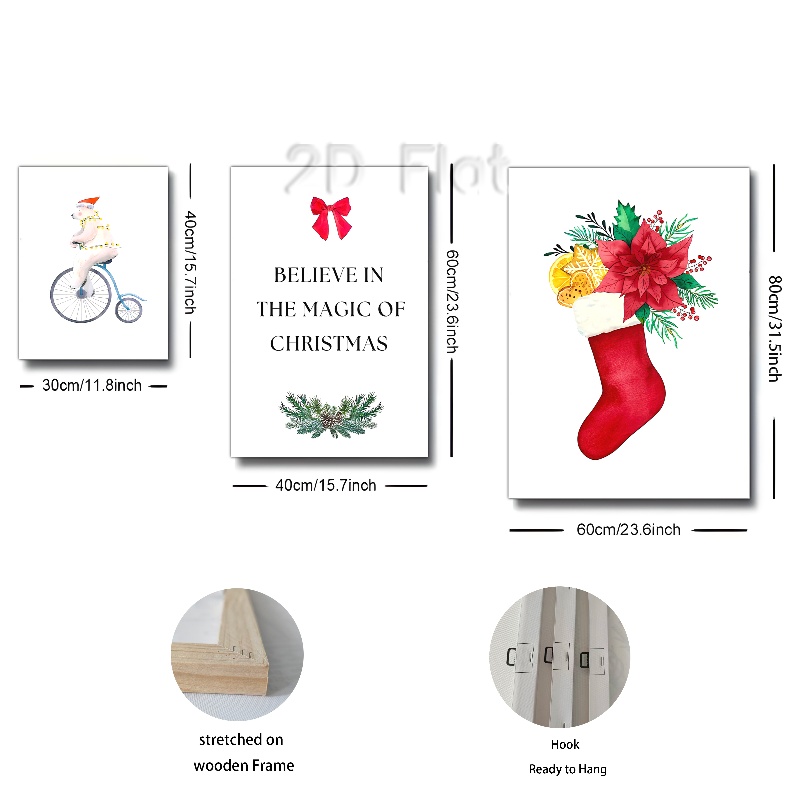 2D Flat
BELIEVE IN
THE MAGIC OF
CHRISTMAS
40cm/15.7inch
30cm/11.8inch
60cm/23.6inch
40cm/15.7inch
80cm/31.5inch
60cm/23.6inch
stretched on
wooden Frame
Hook
Ready to Hang